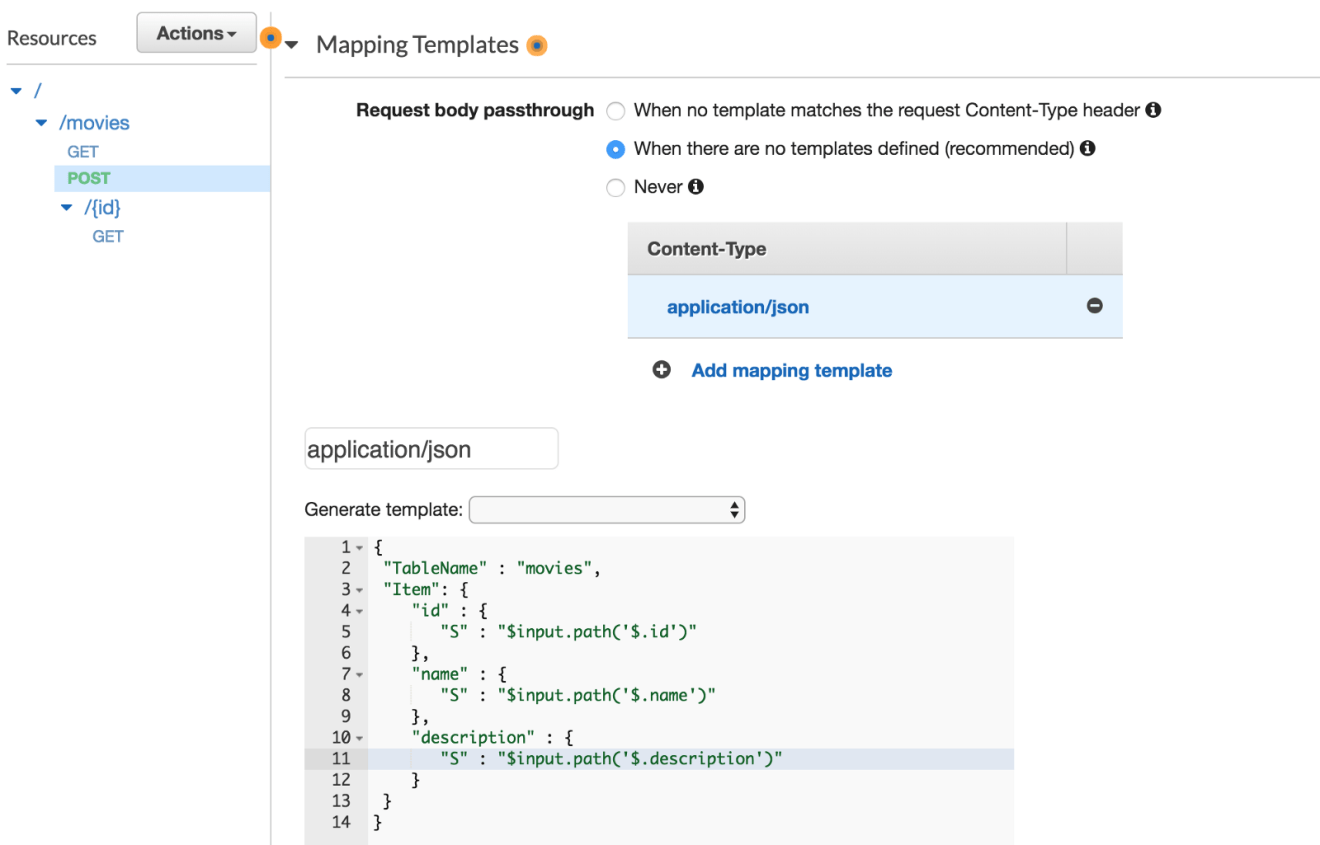 Resources
Actions
/
/movies
GET
POST
/{id}
GET
Mapping Templates
Request body passthrough
When no template matches the request Content-Type header
When there are no templates defined (recommended)
Never
Content-Type
application/json
Add mapping template
application/json
Generate template:
1 {
2 "TableName" : "movies",
3 "Item": {
4 "id" : {
5 "S" : "$input.path('$.id')"
6 },
7 "name" : {
8 "S" : "$input.path('$.name')"
9 },
10 "description" : {
11 "S" : "$input.path('$.description')"
12 }
13 }
14 }